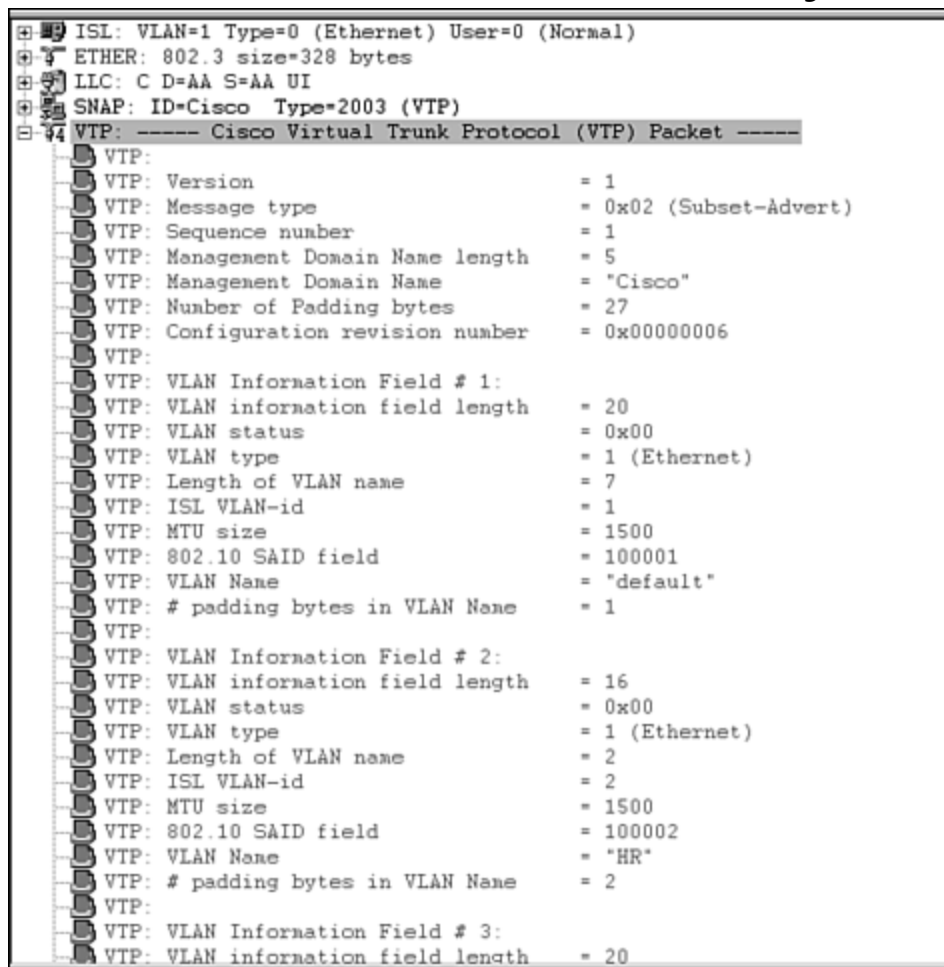 ISL: VLAN=1 Type=0 (Ethernet) User=0 (Normal)
ETHER: 802.3 size=328 bytes
LLC: C D=AA S=AA UI
SNAP: ID=Cisco Type=2003 (VTP)
VTP: ----- Cisco Virtual Trunk Protocol (VTP) Packet -----
VTP:
VTP: Version = 1
VTP: Message type = 0x02 (Subset-Advert)
VTP: Sequence number = 1
VTP: Management Domain Name length = 5
VTP: Management Domain Name = "Cisco"
VTP: Number of Padding bytes = 27
VTP: Configuration revision number = 0x00000006
VTP:
VTP: VLAN Information Field # 1:
VTP: VLAN information field length = 20
VTP: VLAN status = 0x00
VTP: VLAN type = 1 (Ethernet)
VTP: Length of VLAN name = 7
VTP: ISL VLAN-id = 1
VTP: MTU size = 1500
VTP: 802.10 SAID field = 100001
VTP: VLAN Name = "default"
VTP: # padding bytes in VLAN Name = 1
VTP:
VTP: VLAN Information Field # 2:
VTP: VLAN information field length = 16
VTP: VLAN status = 0x00
VTP: VLAN type = 1 (Ethernet)
VTP: Length of VLAN name = 2
VTP: ISL VLAN-id = 2
VTP: MTU size = 1500
VTP: 802.10 SAID field = 100002
VTP: VLAN Name = "HR"
VTP: # padding bytes in VLAN Name = 2
VTP:
VTP: VLAN Information Field # 3:
VTP: VLAN information field length = 20